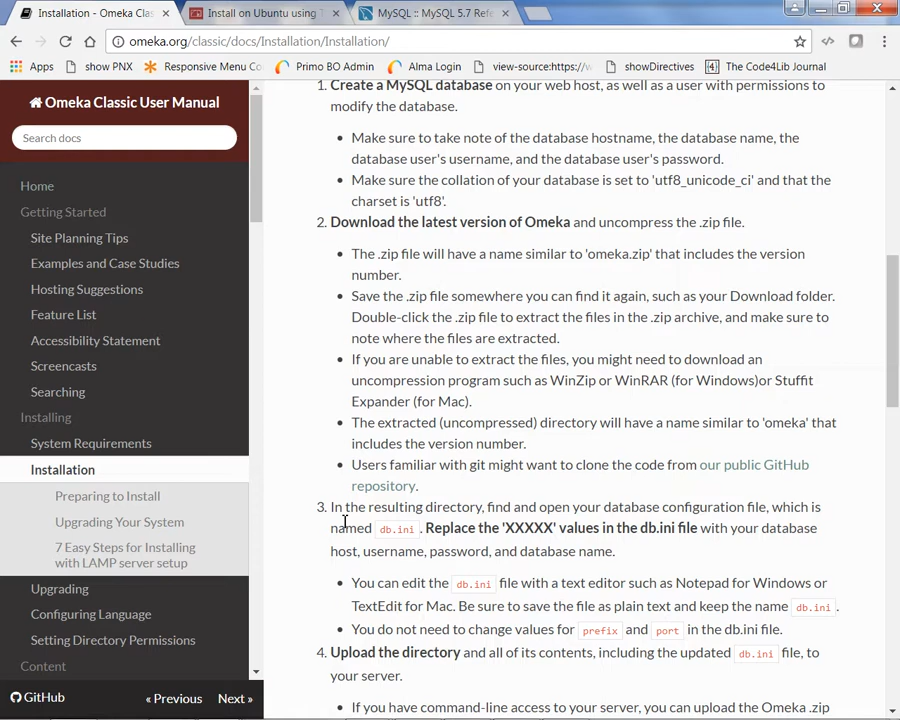 Installation - Omeka Clas
Install on Ubuntu using T
MySQL :: MySQL 5.7 Refe
omeka.org/classic/docs/Installation/Installation/
Apps
show PNX
Responsive Menu Co
Primo BO Admin
Alma Login
view-source:https://w
showDirectives
[4] The Code4Lib Journal
Omeka Classic User Manual
Search docs
Home
Getting Started
Site Planning Tips
Examples and Case Studies
Hosting Suggestions
Feature List
Accessibility Statement
Screencasts
Searching
Installing
System Requirements
Installation
Preparing to Install
Upgrading Your System
7 Easy Steps for Installing
with LAMP server setup
Upgrading
Configuring Language
Setting Directory Permissions
Content
GitHub
« Previous
Next »
1. Create a MySQL database on your web host, as well as a user with permissions to
modify the database.
• Make sure to take note of the database hostname, the database name, the
database user's username, and the database user's password.
• Make sure the collation of your database is set to 'utf8_unicode_ci' and that the
charset is 'utf8'.
2. Download the latest version of Omeka and uncompress the .zip file.
• The .zip file will have a name similar to 'omeka.zip' that includes the version
number.
• Save the .zip file somewhere you can find it again, such as your Download folder.
Double-click the .zip file to extract the files in the .zip archive, and make sure to
note where the files are extracted.
• If you are unable to extract the files, you might need to download an
uncompression program such as WinZip or WinRAR (for Windows)or Stuffit
Expander (for Mac).
• The extracted (uncompressed) directory will have a name similar to 'omeka' that
includes the version number.
• Users familiar with git might want to clone the code from our public GitHub
repository.
3. In the resulting directory, find and open your database configuration file, which is
named db.ini. Replace the 'XXXXX' values in the db.ini file with your database
host, username, password, and database name.
• You can edit the db.ini file with a text editor such as Notepad for Windows or
TextEdit for Mac. Be sure to save the file as plain text and keep the name db.ini.
• You do not need to change values for prefix and port in the db.ini file.
4. Upload the directory and all of its contents, including the updated db.ini file, to
your server.
• If you have command-line access to your server, you can upload the Omeka .zip